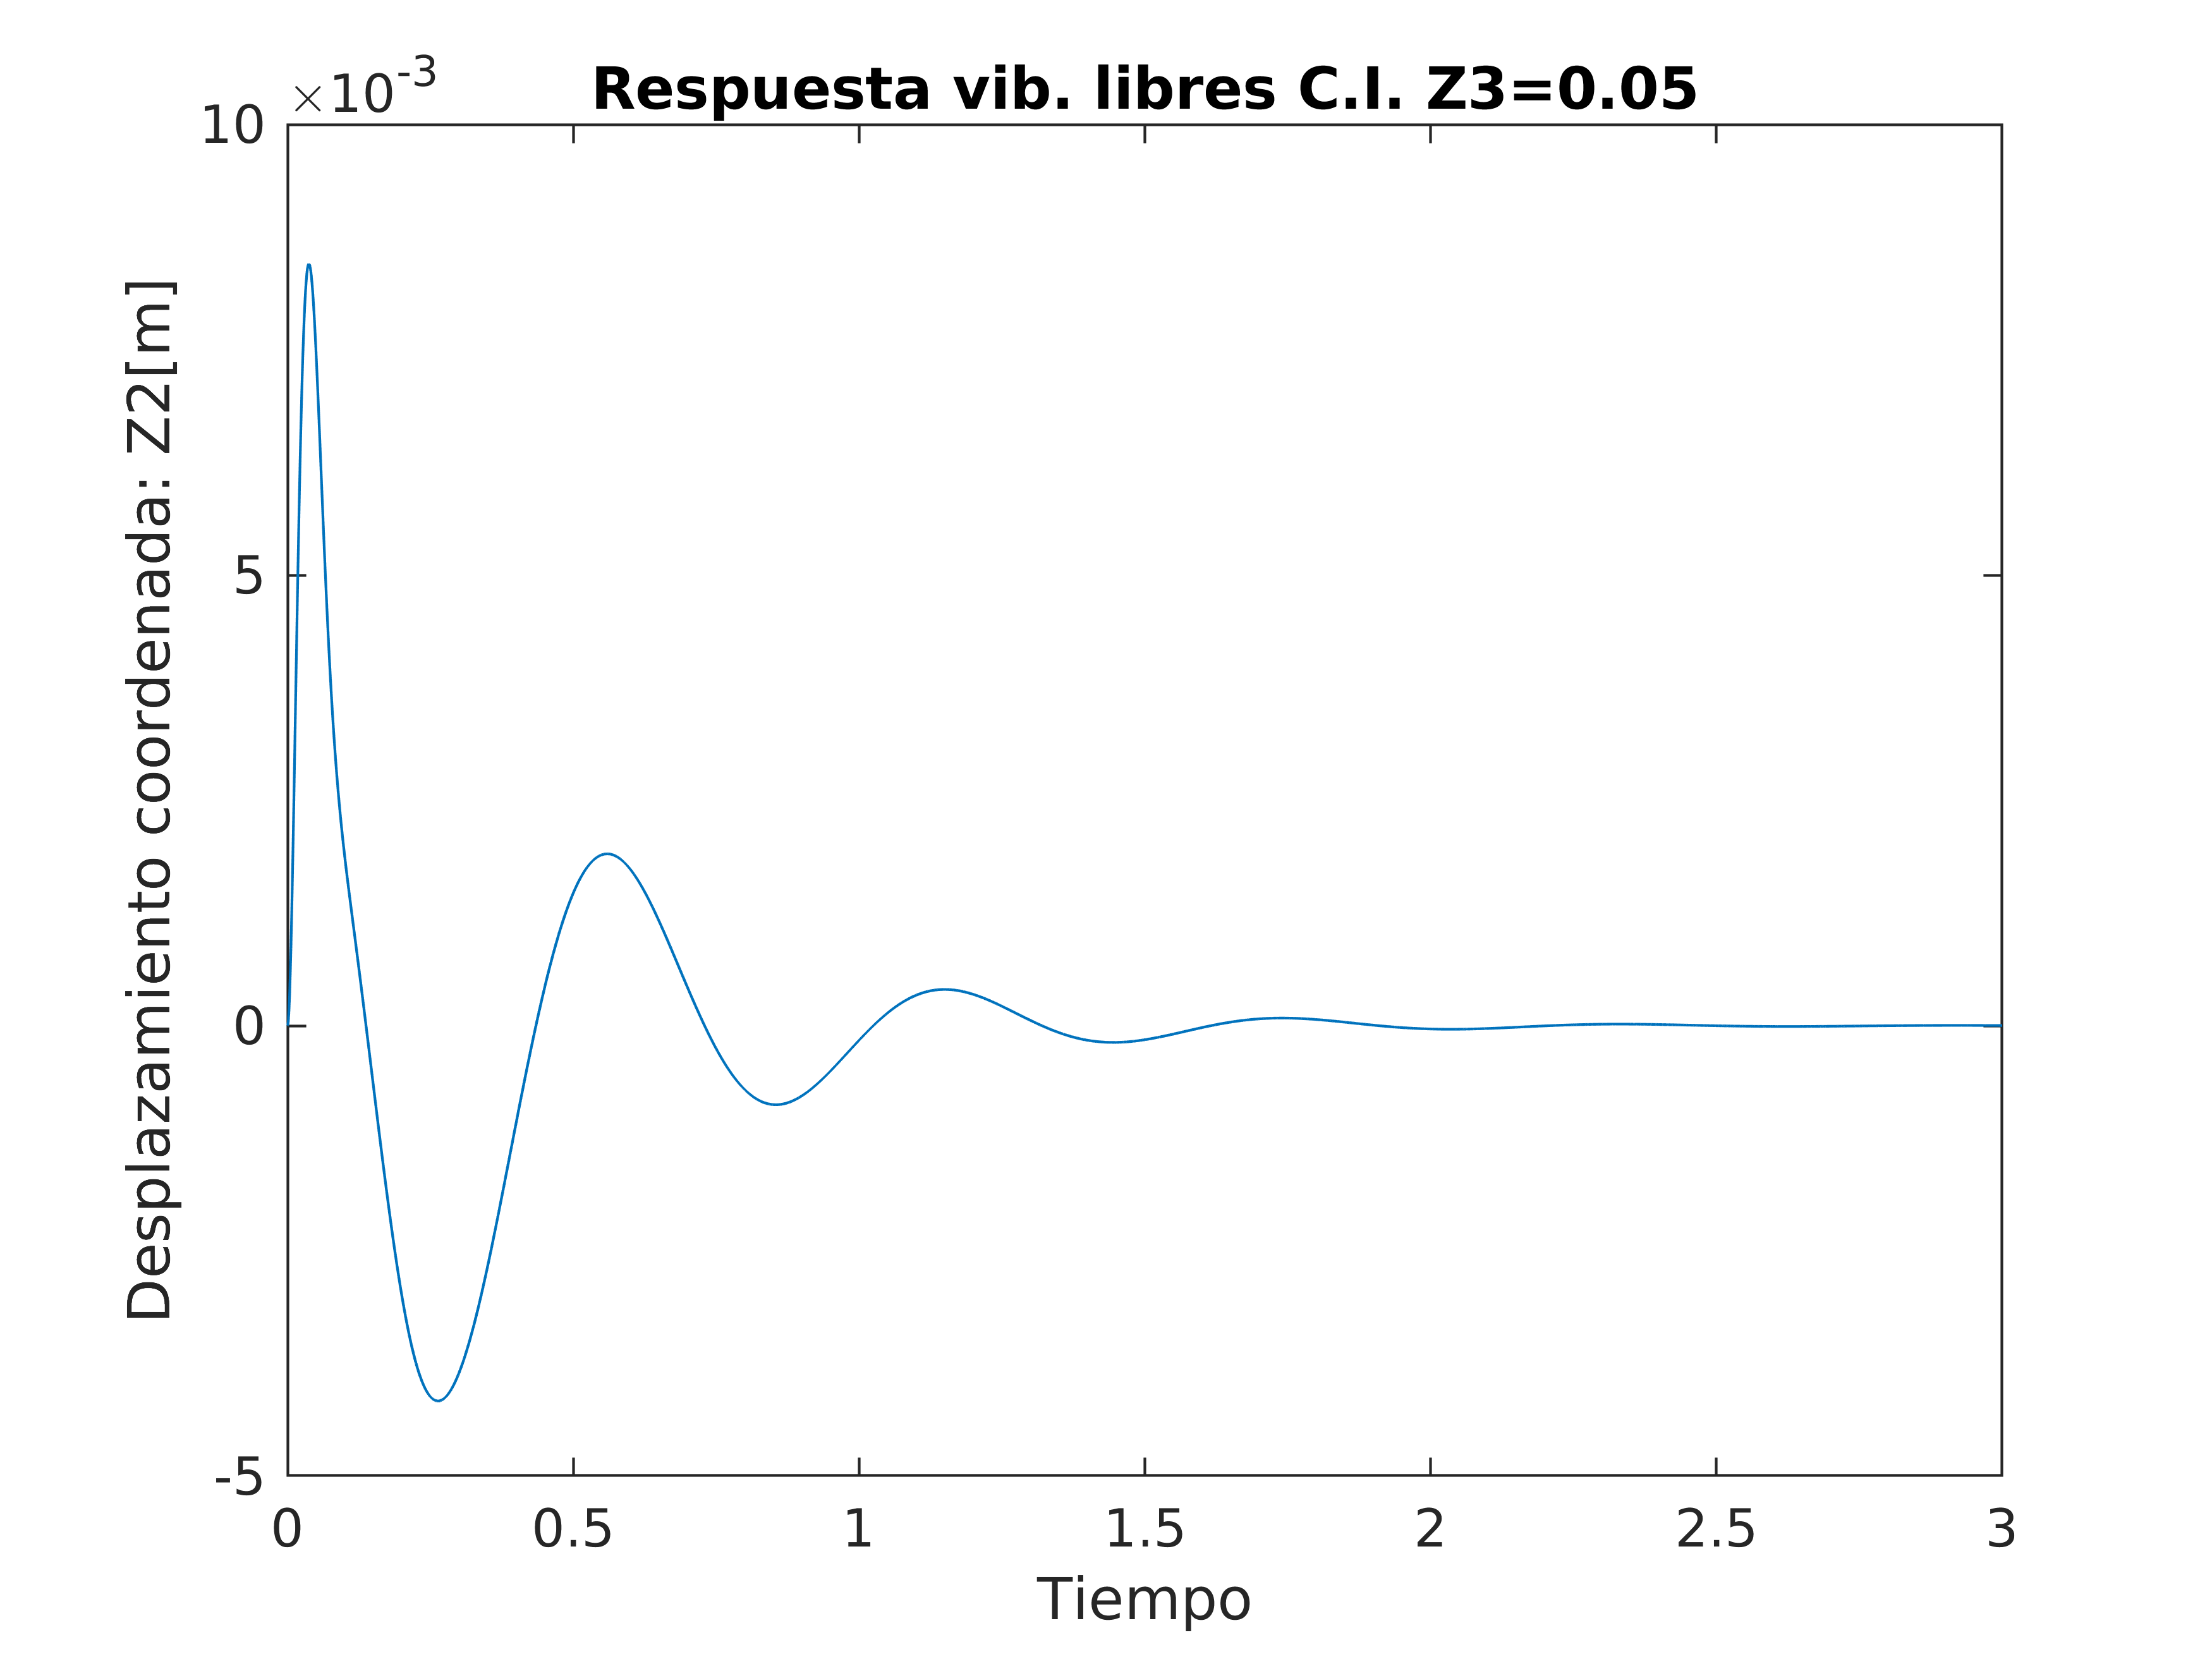 ×10-3
Respuesta vib. libres C.I. Z3=0.05
10
5
0
-5
Desplazamiento coordenada: Z2[m]
0 0.5 1 1.5 2 2.5 3
Tiempo